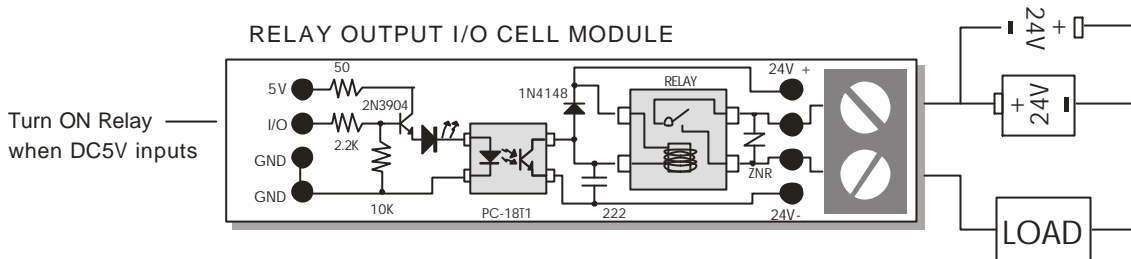 RELAY OUTPUT I/O CELL MODULE
- 24V +
50
24V +
5V
2N3904
1N4148
RELAY
+ 24V -
Turn ON Relay
when DC5V inputs
I/O
2.2K
GND
ZNR
GND
10K
PC-18T1
222
24V-
LOAD